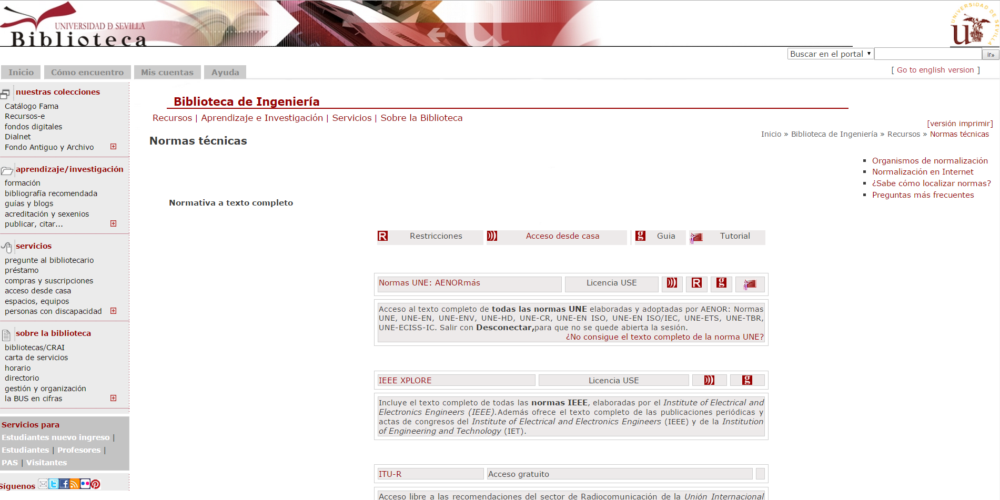 UNIVERSIDAD D SEVILLA
Biblioteca
UNIVERSIDAD DE SEVILLA
Buscar en el portal
ir»
Inicio
Cómo encuentro
Mis cuentas
Ayuda
[ Go to english version ]
nuestras colecciones
Catálogo Fama
Recursos-e
fondos digitales
Dialnet
Fondo Antiguo y Archivo
aprendizaje/investigación
formación
bibliografía recomendada
guías y blogs
acreditación y sexenios
publicar, citar...
servicios
pregunte al bibliotecario
préstamo
compras y suscripciones
acceso desde casa
espacios, equipos
personas con discapacidad
sobre la biblioteca
bibliotecas/CRAI
carta de servicios
horario
directorio
gestión y organización
la BUS en cifras
Servicios para
Estudiantes nuevo ingreso |
Estudiantes | Profesores |
PAS | Visitantes
Síguenos
Biblioteca de Ingeniería
Recursos | Aprendizaje e Investigación | Servicios | Sobre la Biblioteca
[versión imprimir]
Inicio » Biblioteca de Ingeniería » Recursos » Normas técnicas
Normas técnicas
Organismos de normalización
Normalización en Internet
¿Sabe cómo localizar normas?
Preguntas más frecuentes
Normativa a texto completo
R Restricciones
Acceso desde casa
g Guia
Tutorial
Normas UNE: AENORmás
Licencia USE
R
g
Acceso al texto completo de todas las normas UNE elaboradas y adoptadas por AENOR: Normas
UNE, UNE-EN, UNE-ENV, UNE-HD, UNE-CR, UNE-EN ISO, UNE-EN ISO/IEC, UNE-ETS, UNE-TBR,
UNE-ECISS-IC. Salir con Desconectar,para que no se quede abierta la sesión.
¿No consigue el texto completo de la norma UNE?
IEEE XPLORE
Licencia USE
g
Incluye el texto completo de todas las normas IEEE, elaboradas por el Institute of Electrical and
Electronics Engineers (IEEE).Además ofrece el texto completo de las publicaciones periódicas y
actas de congresos del Institute of Electrical and Electronics Engineers (IEEE) y de la Institution
of Engineering and Technology (IET).
ITU-R
Acceso gratuito
Acceso libre a las recomendaciones del sector de Radiocomunicación de la Unión Internacional